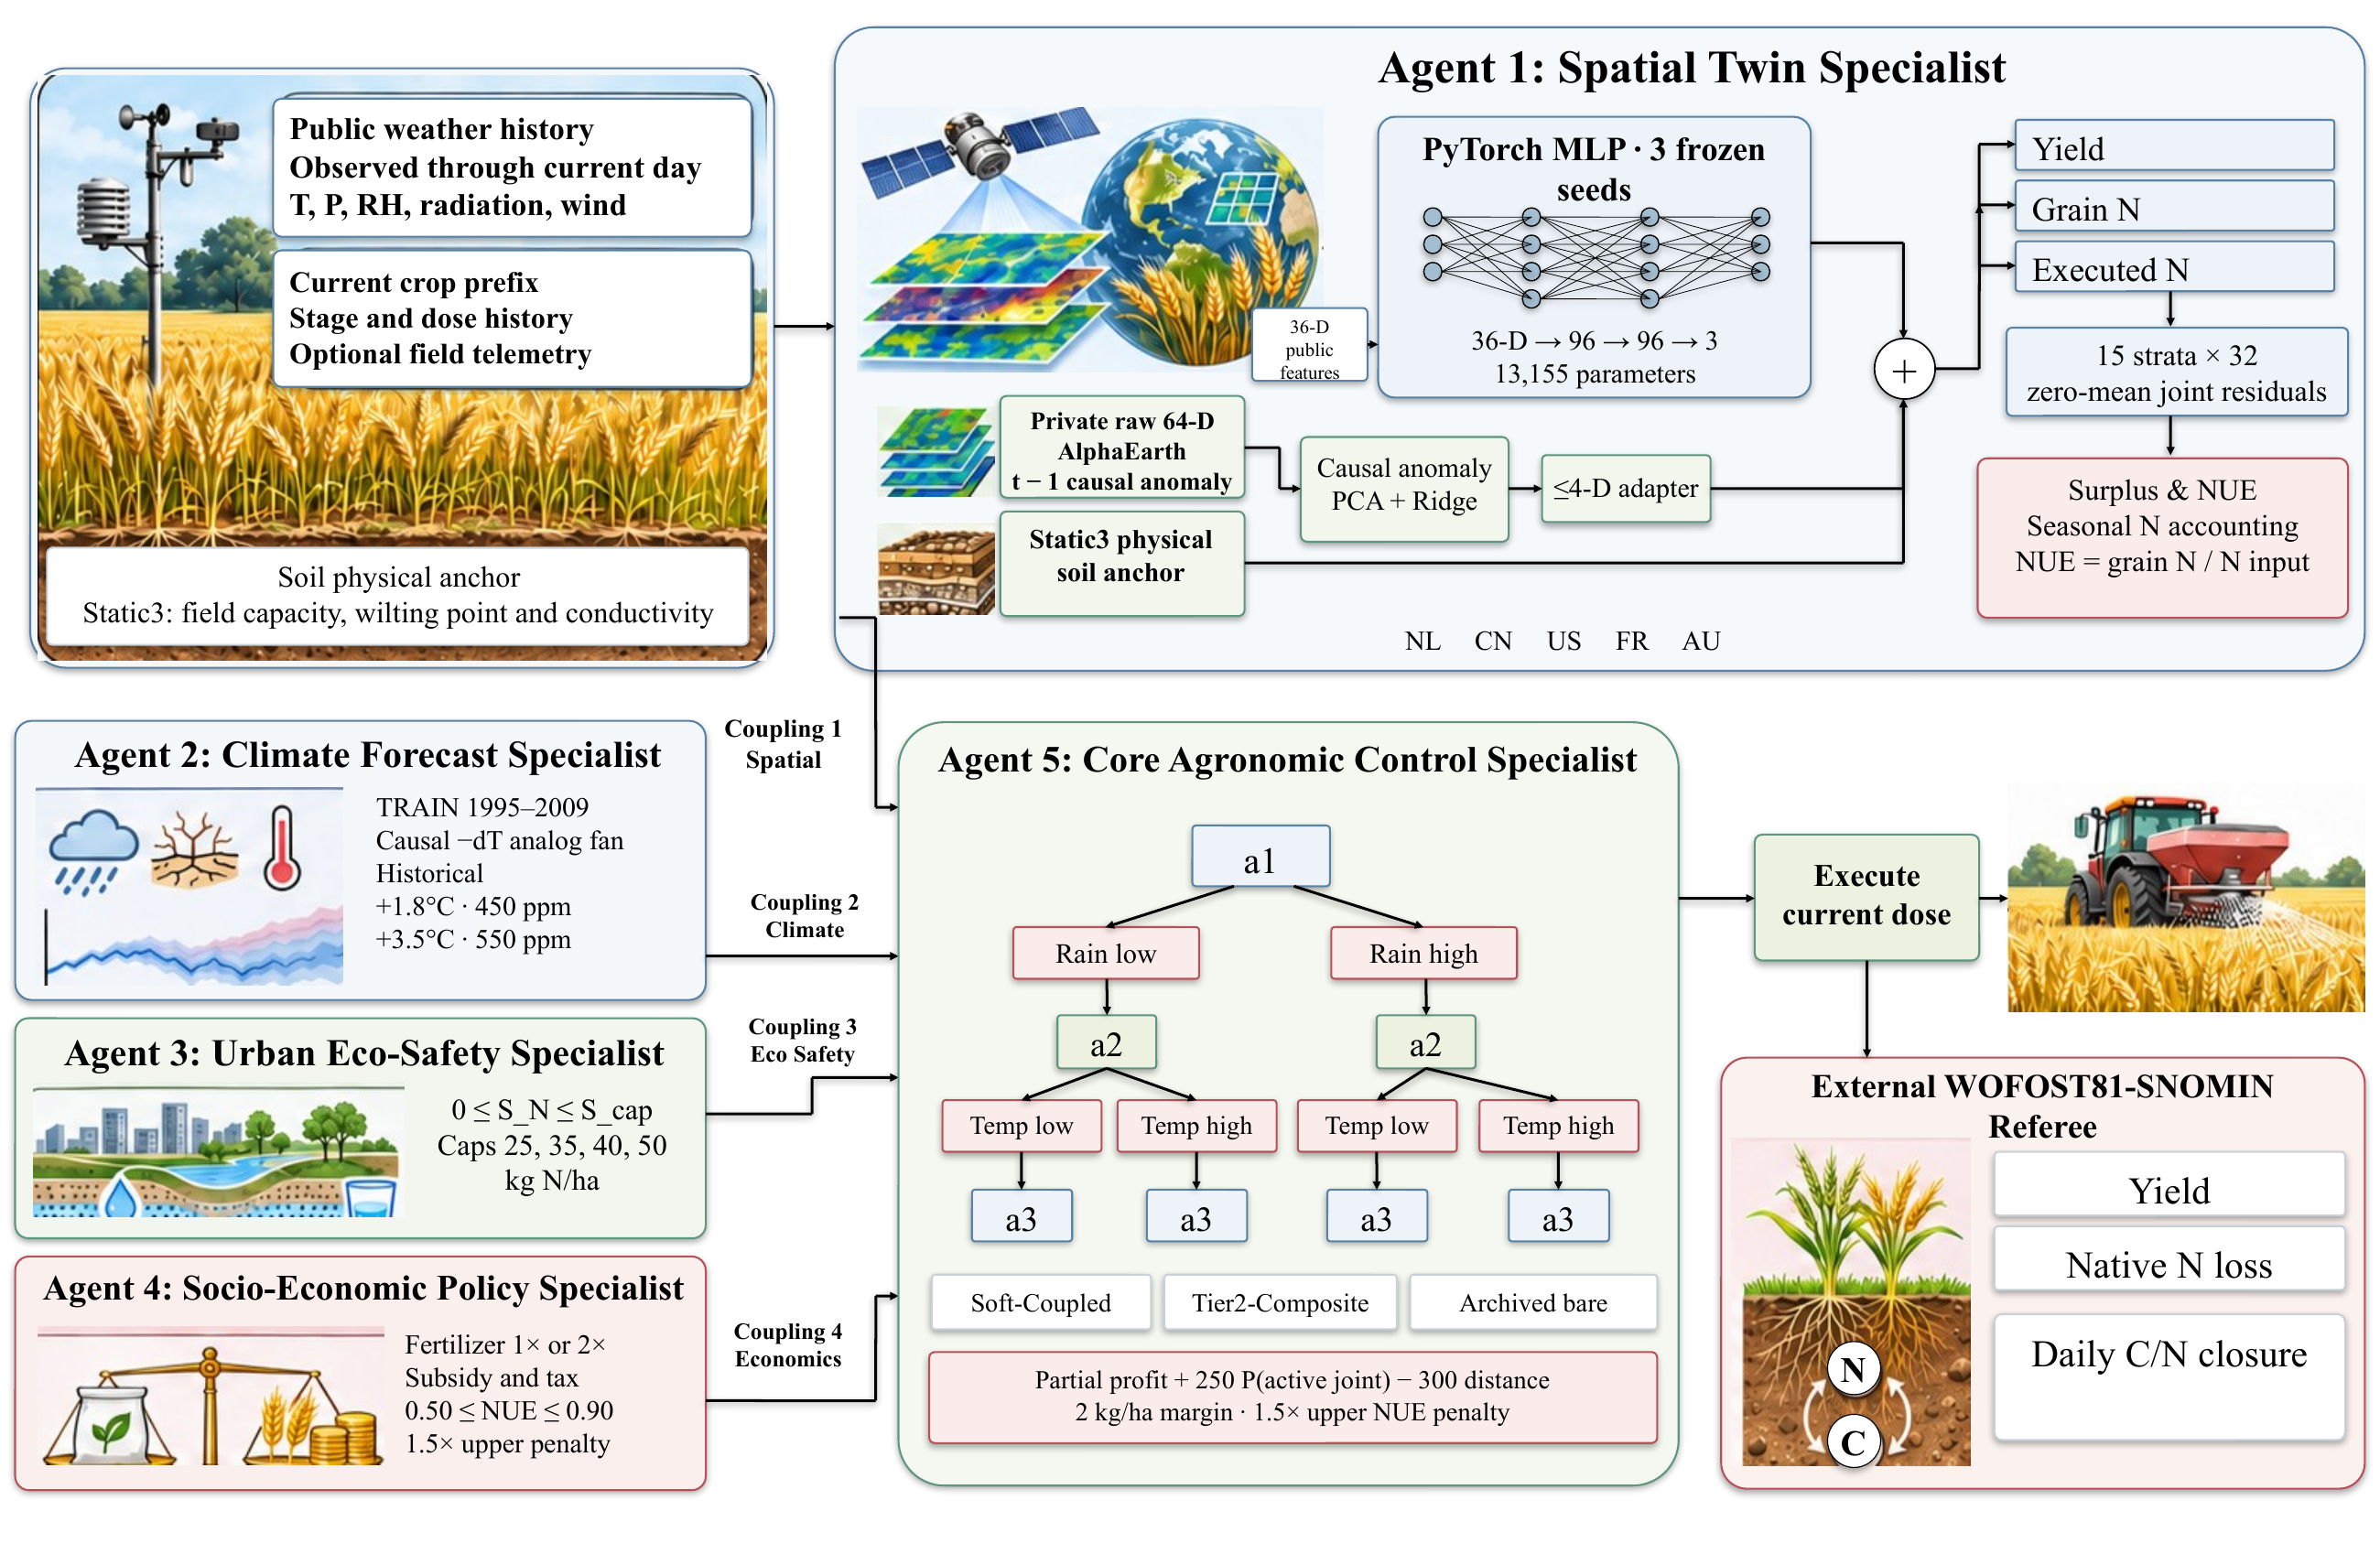 Public weather history
Observed through current day
T, P, RH, radiation, wind
Current crop prefix
Stage and dose history
Optional field telemetry
Soil physical anchor
Static3: field capacity, wilting point and conductivity
Agent 1: Spatial Twin Specialist
36-D
public
features
PyTorch MLP · 3 frozen
seeds
36-D → 96 → 96 → 3
13,155 parameters
Private raw 64-D
AlphaEarth
t − 1 causal anomaly
Causal anomaly
PCA + Ridge
≤4-D adapter
Static3 physical
soil anchor
+
Yield
Grain N
Executed N
15 strata × 32
zero-mean joint residuals
Surplus & NUE
Seasonal N accounting
NUE = grain N / N input
NL CN US FR AU
Agent 2: Climate Forecast Specialist
TRAIN 1995–2009
Causal −dT analog fan
Historical
+1.8°C · 450 ppm
+3.5°C · 550 ppm
Agent 3: Urban Eco-Safety Specialist
0 ≤ S_N ≤ S_cap
Caps 25, 35, 40, 50
kg N/ha
Agent 4: Socio-Economic Policy Specialist
Fertilizer 1× or 2×
Subsidy and tax
0.50 ≤ NUE ≤ 0.90
1.5× upper penalty
Coupling 1
Spatial
Coupling 2
Climate
Coupling 3
Eco Safety
Coupling 4
Economics
Agent 5: Core Agronomic Control Specialist
a1
Rain low
Rain high
a2
a2
Temp low
Temp high
Temp low
Temp high
a3
a3
a3
a3
Soft-Coupled
Tier2-Composite
Archived bare
Partial profit + 250 P(active joint) − 300 distance
2 kg/ha margin · 1.5× upper NUE penalty
Execute
current dose
External WOFOST81-SNOMIN
Referee
Yield
Native N loss
Daily C/N closure
N
C